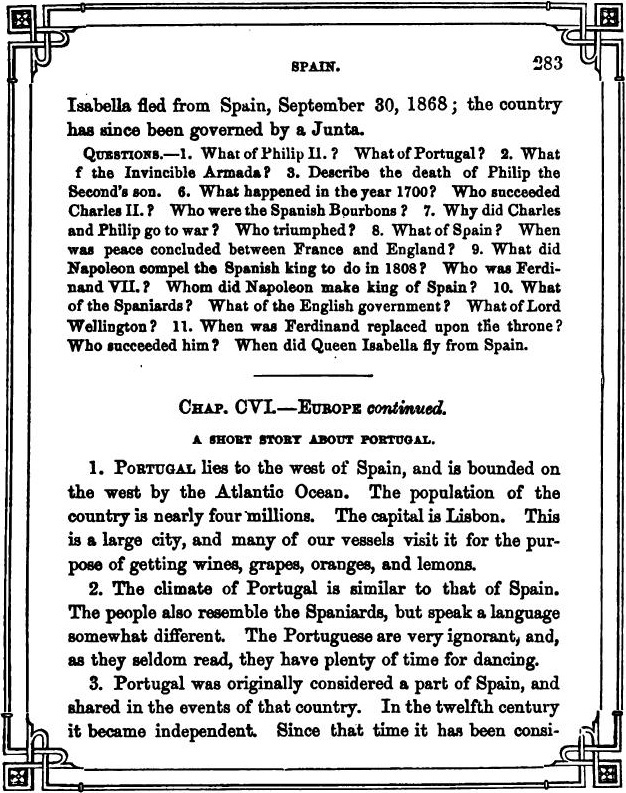 SPAIN. 283
Isabella fled from Spain, September 30, 1868; the country
has since been governed by a Junta.
QUESTIONS.—1. What of Philip II.? What of Portugal? 2. What
f the Invincible Armada? 3. Describe the death of Philip the
Second's son. 6. What happened in the year 1700? Who succeeded
Charles II.? Who were the Spanish Bourbons? 7. Why did Charles
and Philip go to war? Who triumphed? 8. What of Spain? When
was peace concluded between France and England? 9. What did
Napoleon compel the Spanish king to do in 1808? Who was Ferdi-
nand VII.? Whom did Napoleon make king of Spain? 10. What
of the Spaniards? What of the English government? What of Lord
Wellington? 11. When was Ferdinand replaced upon the throne?
Who succeeded him? When did Queen Isabella fly from Spain.
CHAP. CVI.—EUROPE continued.
A SHORT STORY ABOUT PORTUGAL.
1. PORTUGAL lies to the west of Spain, and is bounded on
the west by the Atlantic Ocean. The population of the
country is nearly four millions. The capital is Lisbon. This
is a large city, and many of our vessels visit it for the pur-
pose of getting wines, grapes, oranges, and lemons.
2. The climate of Portugal is similar to that of Spain.
The people also resemble the Spaniards, but speak a language
somewhat different. The Portuguese are very ignorant, and,
as they seldom read, they have plenty of time for dancing.
3. Portugal was originally considered a part of Spain, and
shared in the events of that country. In the twelfth century
it became independent. Since that time it has been consi-